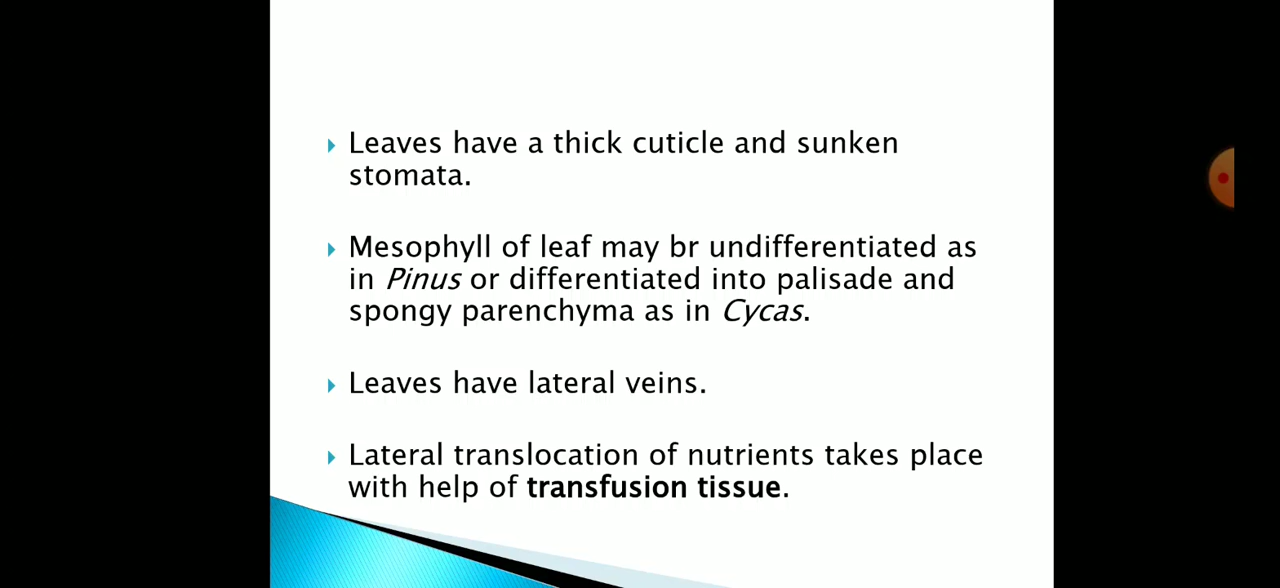 Leaves have a thick cuticle and sunken
stomata.
Mesophyll of leaf may br undifferentiated as
in Pinus or differentiated into palisade and
spongy parenchyma as in Cycas.
Leaves have lateral veins.
Lateral translocation of nutrients takes place
with help of transfusion tissue.